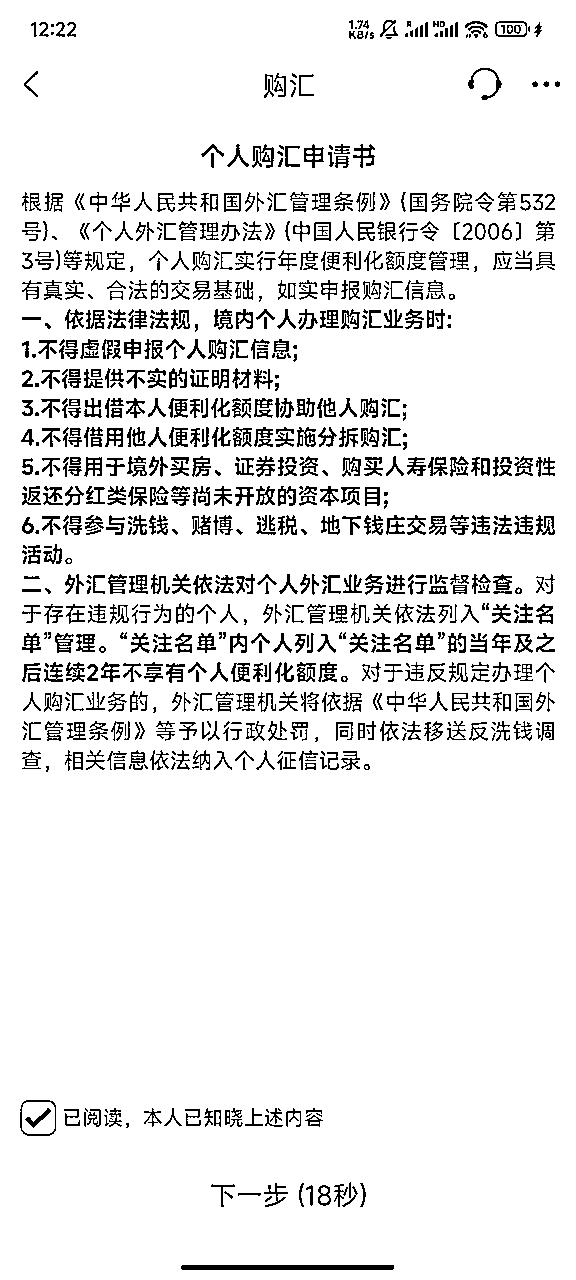 12:22
1.74 KB/s R HD 100
购汇
个人购汇申请书
根据《中华人民共和国外汇管理条例》(国务院令第532
号)、《个人外汇管理办法》(中国人民银行令〔2006〕第
3号)等规定，个人购汇实行年度便利化额度管理，应当具
有真实、合法的交易基础，如实申报购汇信息。
一、依据法律法规，境内个人办理购汇业务时:
1.不得虚假申报个人购汇信息;
2.不得提供不实的证明材料;
3.不得出借本人便利化额度协助他人购汇;
4.不得借用他人便利化额度实施分拆购汇;
5.不得用于境外买房、证券投资、购买人寿保险和投资性
返还分红类保险等尚未开放的资本项目;
6.不得参与洗钱、赌博、逃税、地下钱庄交易等违法违规
活动。
二、外汇管理机关依法对个人外汇业务进行监督检查。对
于存在违规行为的个人，外汇管理机关依法列入“关注名
单”管理。“关注名单”内个人列入“关注名单”的当年及之
后连续2年不享有个人便利化额度。对于违反规定办理个
人购汇业务的，外汇管理机关将依据《中华人民共和国外
汇管理条例》等予以行政处罚，同时依法移送反洗钱调
查，相关信息依法纳入个人征信记录。
已阅读，本人已知晓上述内容
下一步 (18秒)